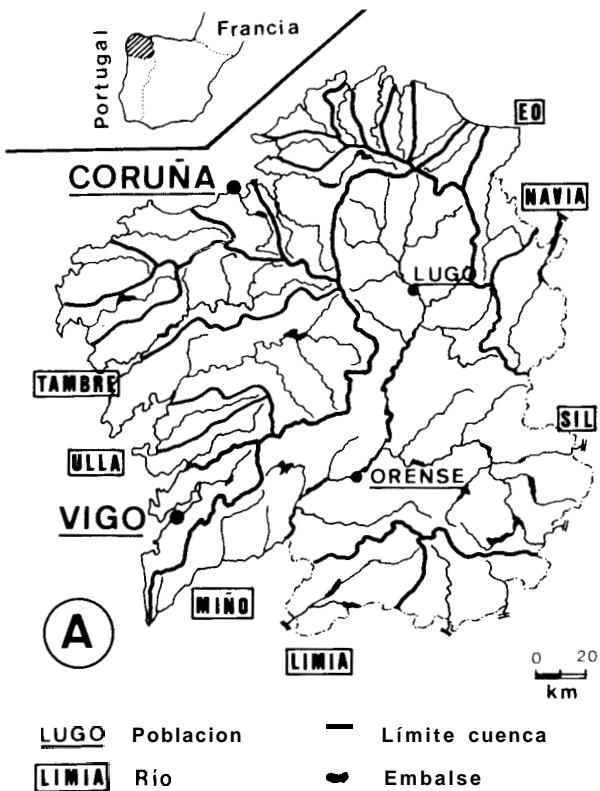 Francia
Portugal
EO
CORUÑA
NAVIA
LUGO
TAMBRE
SIL
ULLA
ORENSE
VIGO
MIÑO
A
LIMIA
0 20
km
LUGO Poblacion
Límite cuenca
LIMIA Río
Embalse